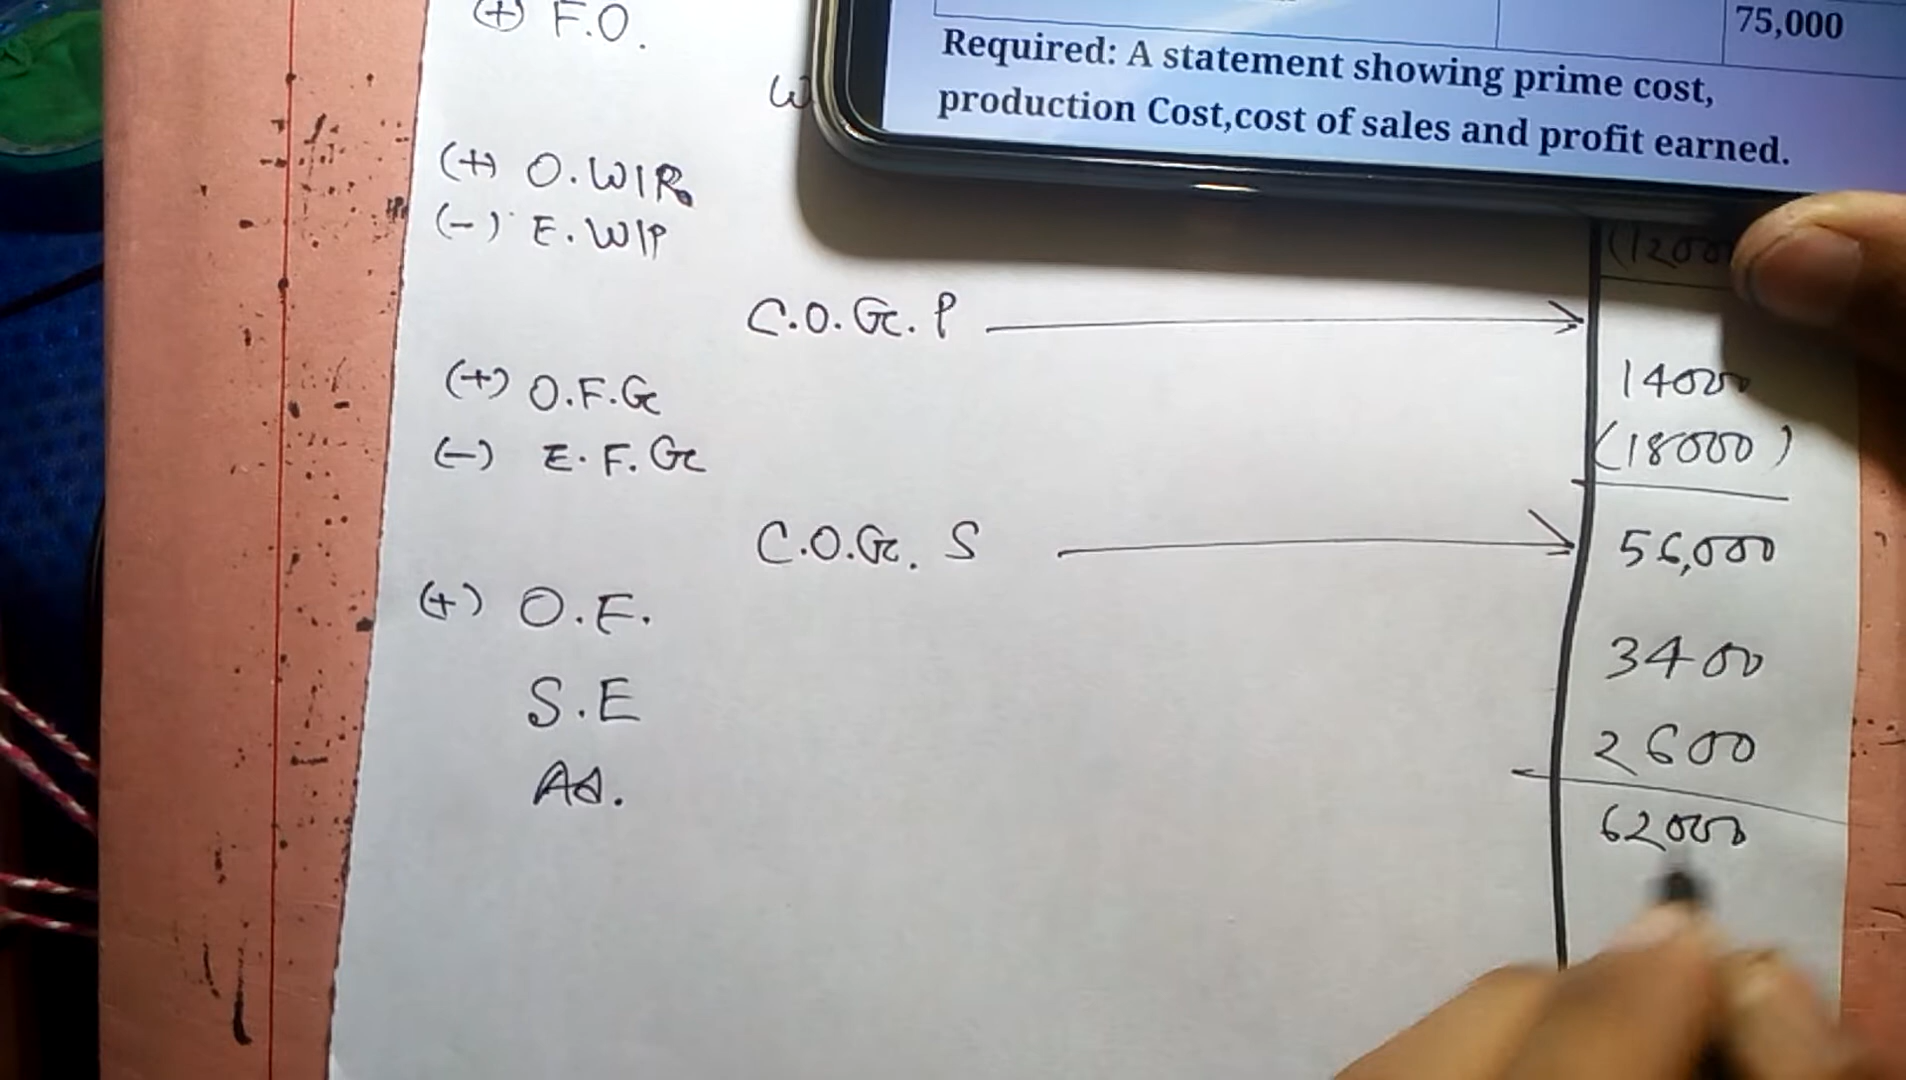 (+) F.O.
75,000
Required: A statement showing prime cost,
production Cost,cost of sales and profit earned.
W
(+) O.WIP
(-) E.WIP
(1200
C.O.G.P
(+) O.F.G
14000
(-) E.F.G
(18000)
C.O.G.S
56,000
(+) O.E.
3400
S.E
2600
Ad.
62000